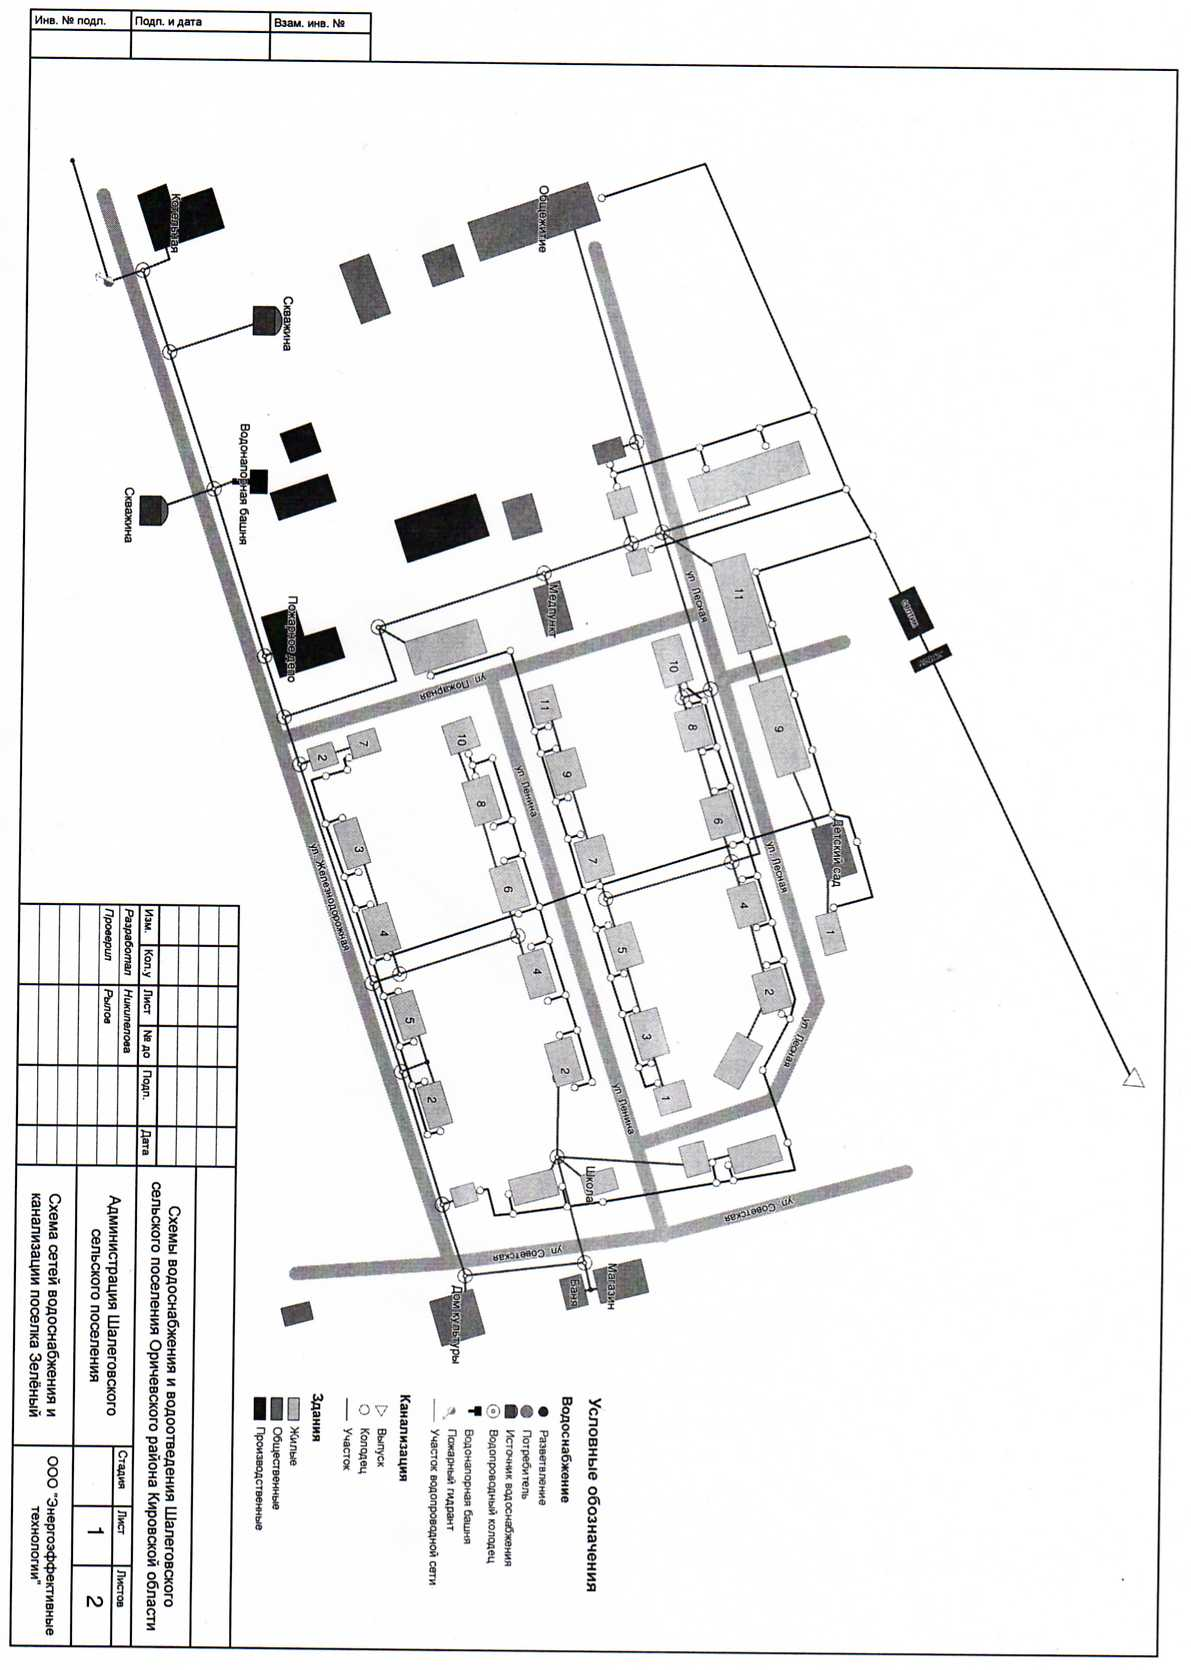 Инв. № подл.
Подп. и дата
Взам. инв. №
Котельная
Общежитие
Скважина
Водонапорная башня
Скважина
Пожарное депо
Медпункт
ул. Лесная
11
10
9
8
ул. Пожарная
11
10
9
8
7
2
ул. Ленина
ул. Лесная
6
Детский сад
7
6
3
ул. Железнодорожная
4
1
5
4
4
2
ул. Лесная
3
5
2
1
2
ул. Ленина
Школа
ул. Советская
ул. Советская
Магазин
Баня
Дом культуры
Условные обозначения
Водоснабжение
Разветвление
Потребитель
Источник водоснабжения
Водопроводный колодец
Водонапорная башня
Пожарный гидрант
Участок водопроводной сети
Канализация
Выпуск
Колодец
Участок
Здания
Жилые
Общественные
Производственные
Изм.
Кол.у
Лист
№ до
Подп.
Дата
Разработал
Никипелова
Проверил
Рылов
Схемы водоснабжения и водоотведения Шалеговского
сельского поселения Оричевского района Кировской области
Администрация Шалеговского
сельского поселения
Стадия
Лист
Листов
1
2
Схема сетей водоснабжения и
канализации поселка Зелёный
ООО "Энергоэффективные
технологии"